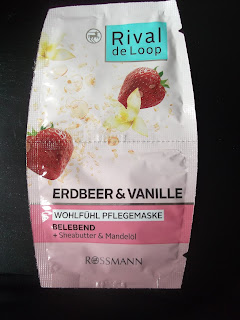 Rival
de Loop
ERDBEER & VANILLE
WOHLFÜHL PFLEGEMASKE
BELEBEND
+ Sheabutter & Mandelöl
ROSSMANN